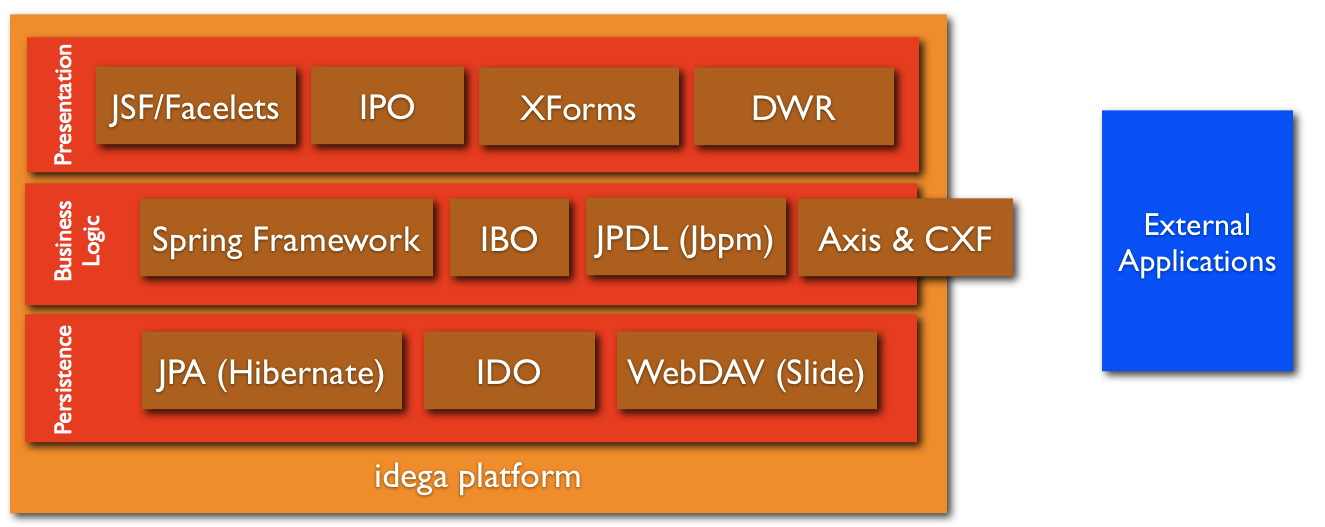 Presentation
JSF/Facelets
IPO
XForms
DWR
Business
Logic
Spring Framework
IBO
JPDL (Jbpm)
Axis & CXF
External
Applications
Persistence
JPA (Hibernate)
IDO
WebDAV (Slide)
idega platform